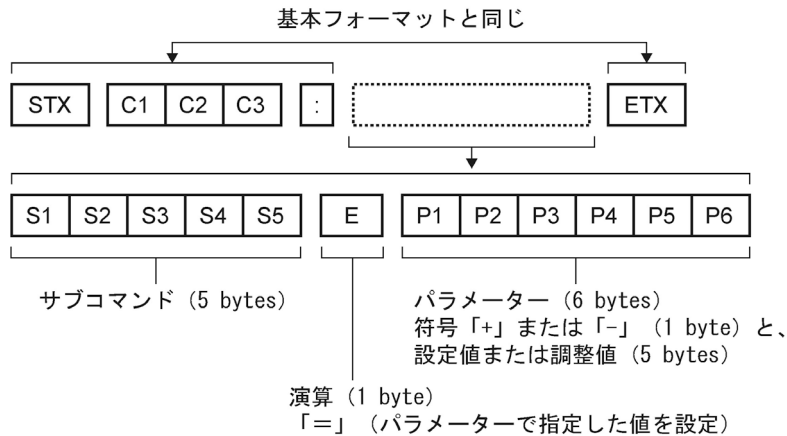 基本フォーマットと同じ
STX C1 C2 C3 : ETX
S1 S2 S3 S4 S5 E P1 P2 P3 P4 P5 P6
サブコマンド (5 bytes)
パラメーター (6 bytes)
符号「+」または「-」 (1 byte) と、
設定値または調整値 (5 bytes)
演算 (1 byte)
「＝」 (パラメーターで指定した値を設定)